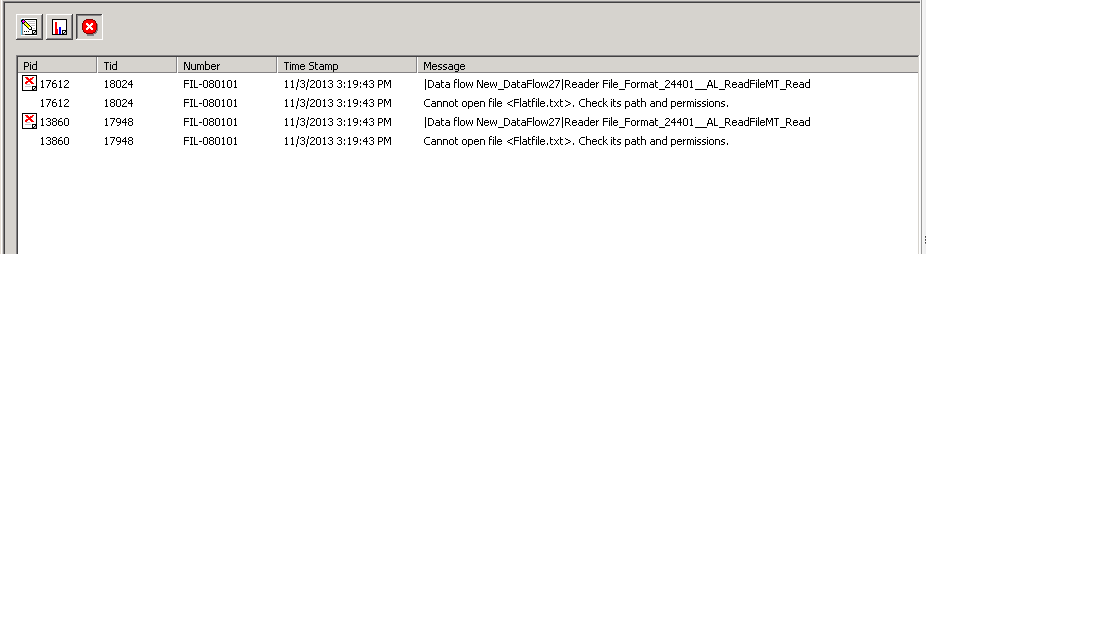 Pid Tid Number Time Stamp Message
17612 18024 FIL-080101 11/3/2013 3:19:43 PM |Data flow New_DataFlow27|Reader File_Format_24401__AL_ReadFileMT_Read
17612 18024 FIL-080101 11/3/2013 3:19:43 PM Cannot open file <Flatfile.txt>. Check its path and permissions.
13860 17948 FIL-080101 11/3/2013 3:19:43 PM |Data flow New_DataFlow27|Reader File_Format_24401__AL_ReadFileMT_Read
13860 17948 FIL-080101 11/3/2013 3:19:43 PM Cannot open file <Flatfile.txt>. Check its path and permissions.